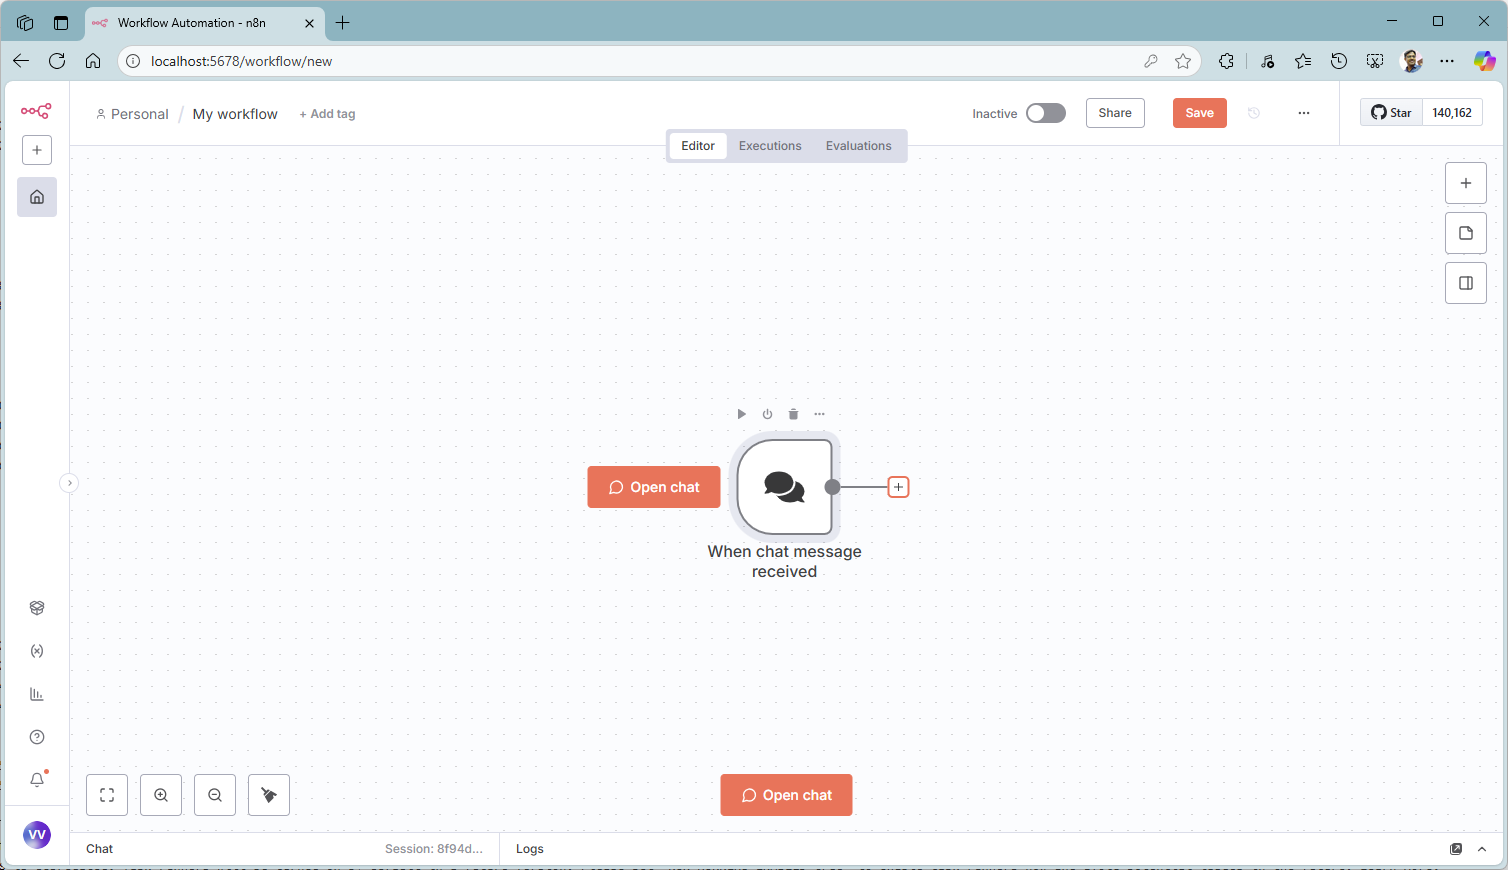 Workflow Automation - n8n
localhost:5678/workflow/new
Personal / My workflow + Add tag
Inactive
Share
Save
Star 140,162
Editor Executions Evaluations
Open chat
When chat message
received
Open chat
VV
Chat Session: 8f94d... Logs